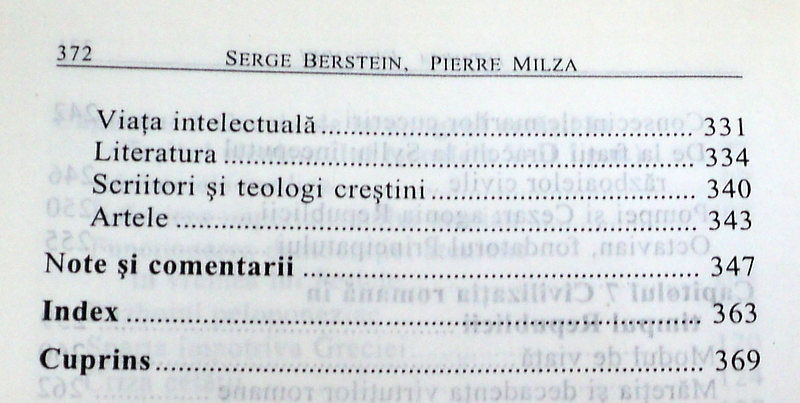 372 SERGE BERSTEIN, PIERRE MILZA
Viața intelectuală.......................................................... 331
Literatura ..................................................................... 334
Scriitori și teologi creștini ........................................... 340
Artele ............................................................................ 343
Note și comentarii ........................................................ 347
Index .............................................................................. 363
Cuprins.......................................................................... 369